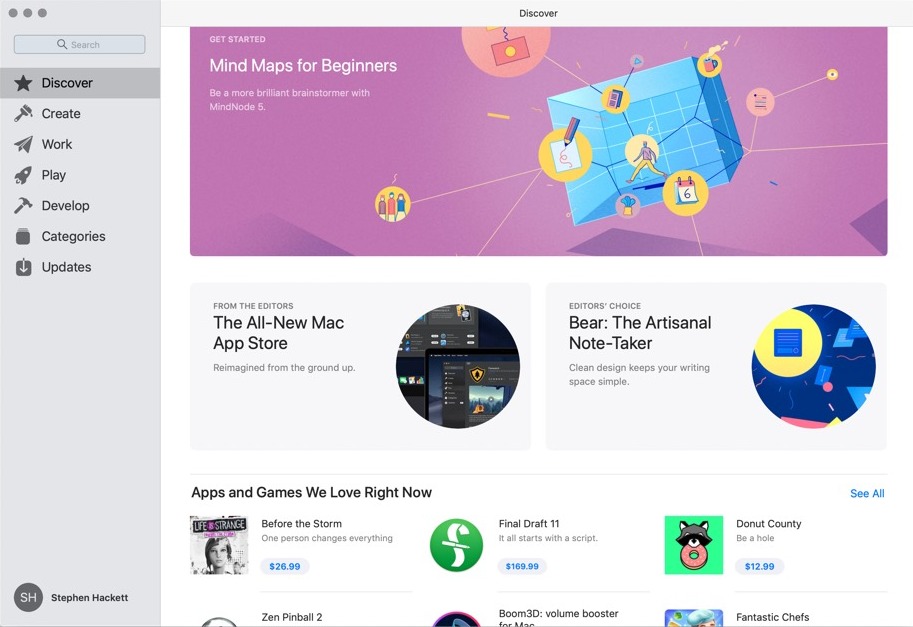 Discover
Search
Discover
Create
Work
Play
Develop
Categories
Updates
SH
Stephen Hackett
GET STARTED
Mind Maps for Beginners
Be a more brilliant brainstormer with
MindNode 5.
6
FROM THE EDITORS
The All-New Mac
App Store
Reimagined from the ground up.
EDITORS' CHOICE
Bear: The Artisanal
Note-Taker
Clean design keeps your writing
space simple.
Apps and Games We Love Right Now
See All
LIFE IS STRANGE
Before the Storm
One person changes everything
$26.99
Final Draft 11
It all starts with a script.
$169.99
Donut County
Be a hole
$12.99
Zen Pinball 2
Boom3D: volume booster
for Mac
Fantastic Chefs